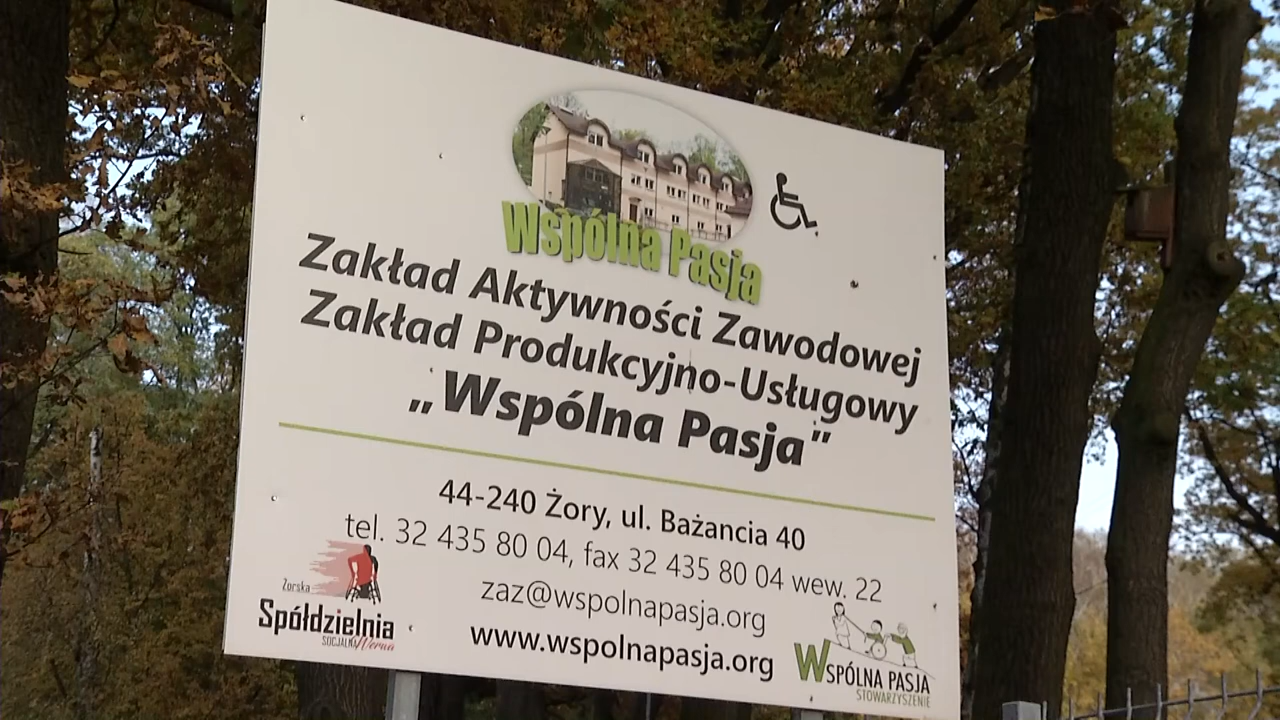 Wspólna Pasja
Zakład Aktywności Zawodowej
Zakład Produkcyjno-Usługowy
„Wspólna Pasja”
44-240 Żory, ul. Bażancia 40
tel. 32 435 80 04, fax 32 435 80 04 wew. 22
zaz@wspolnapasja.org
www.wspolnapasja.org
Żorska
Spółdzielnia
SOCJALNA Werna
WSPÓLNA PASJA
STOWARZYSZENIE